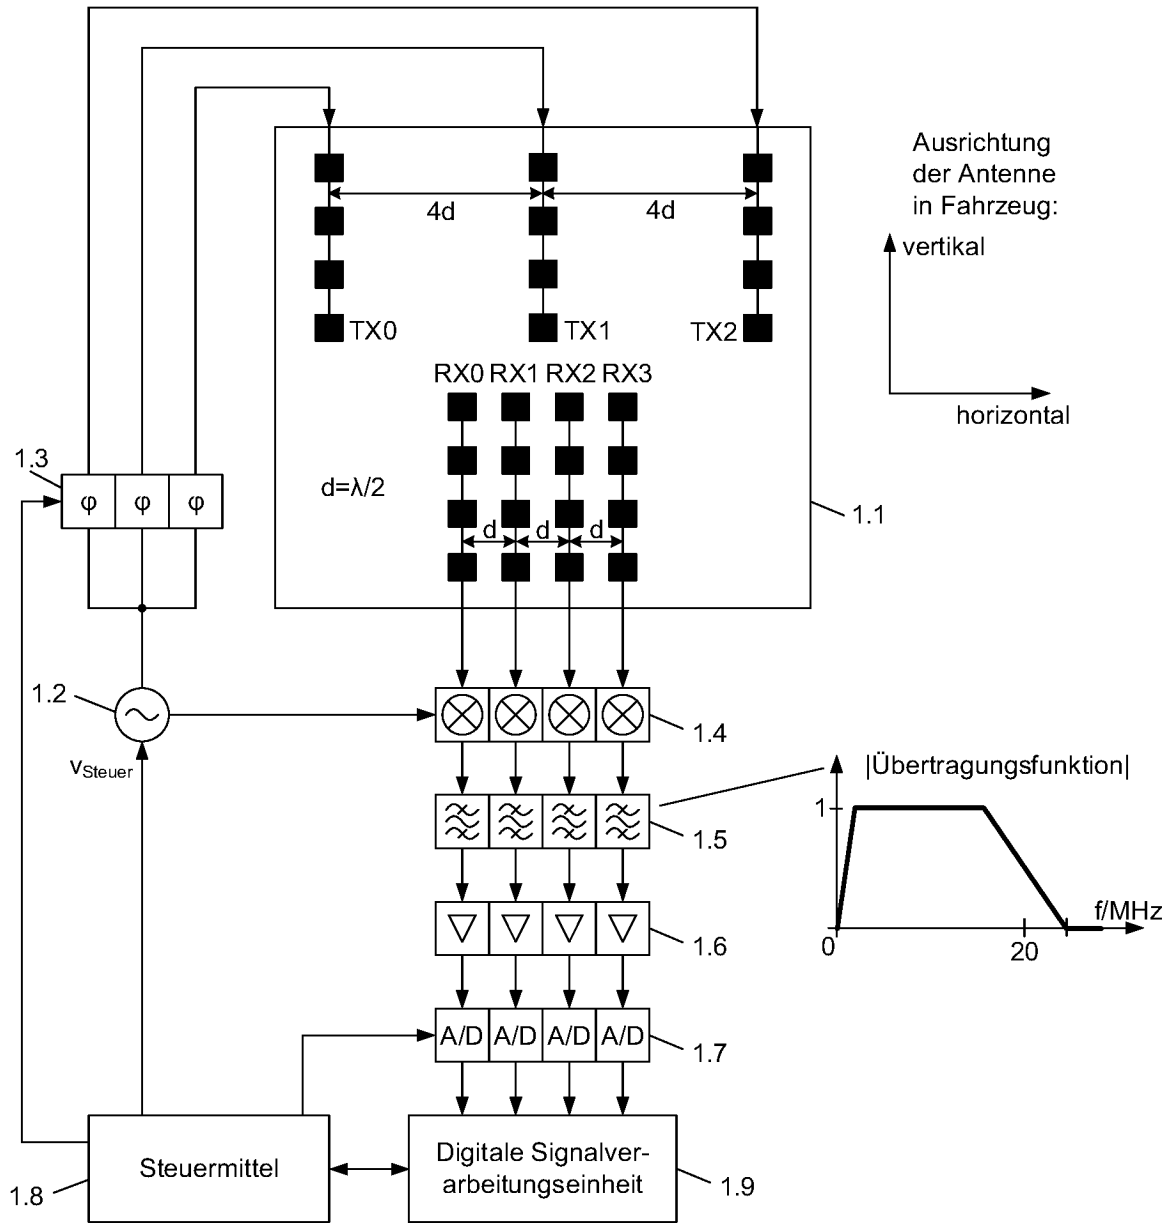 Ausrichtung
der Antenne
in Fahrzeug:
vertikal
horizontal
4d
4d
TX0
TX1
TX2
RX0 RX1 RX2 RX3
d=λ/2
d
d
d
1.1
1.3
φ
φ
φ
1.2
1.4
vSteuer
|Übertragungsfunktion|
1
0
20
f/MHz
1.5
1.6
A/D A/D A/D A/D
1.7
Steuermittel
1.8
Digitale Signalver-
arbeitungseinheit
1.9